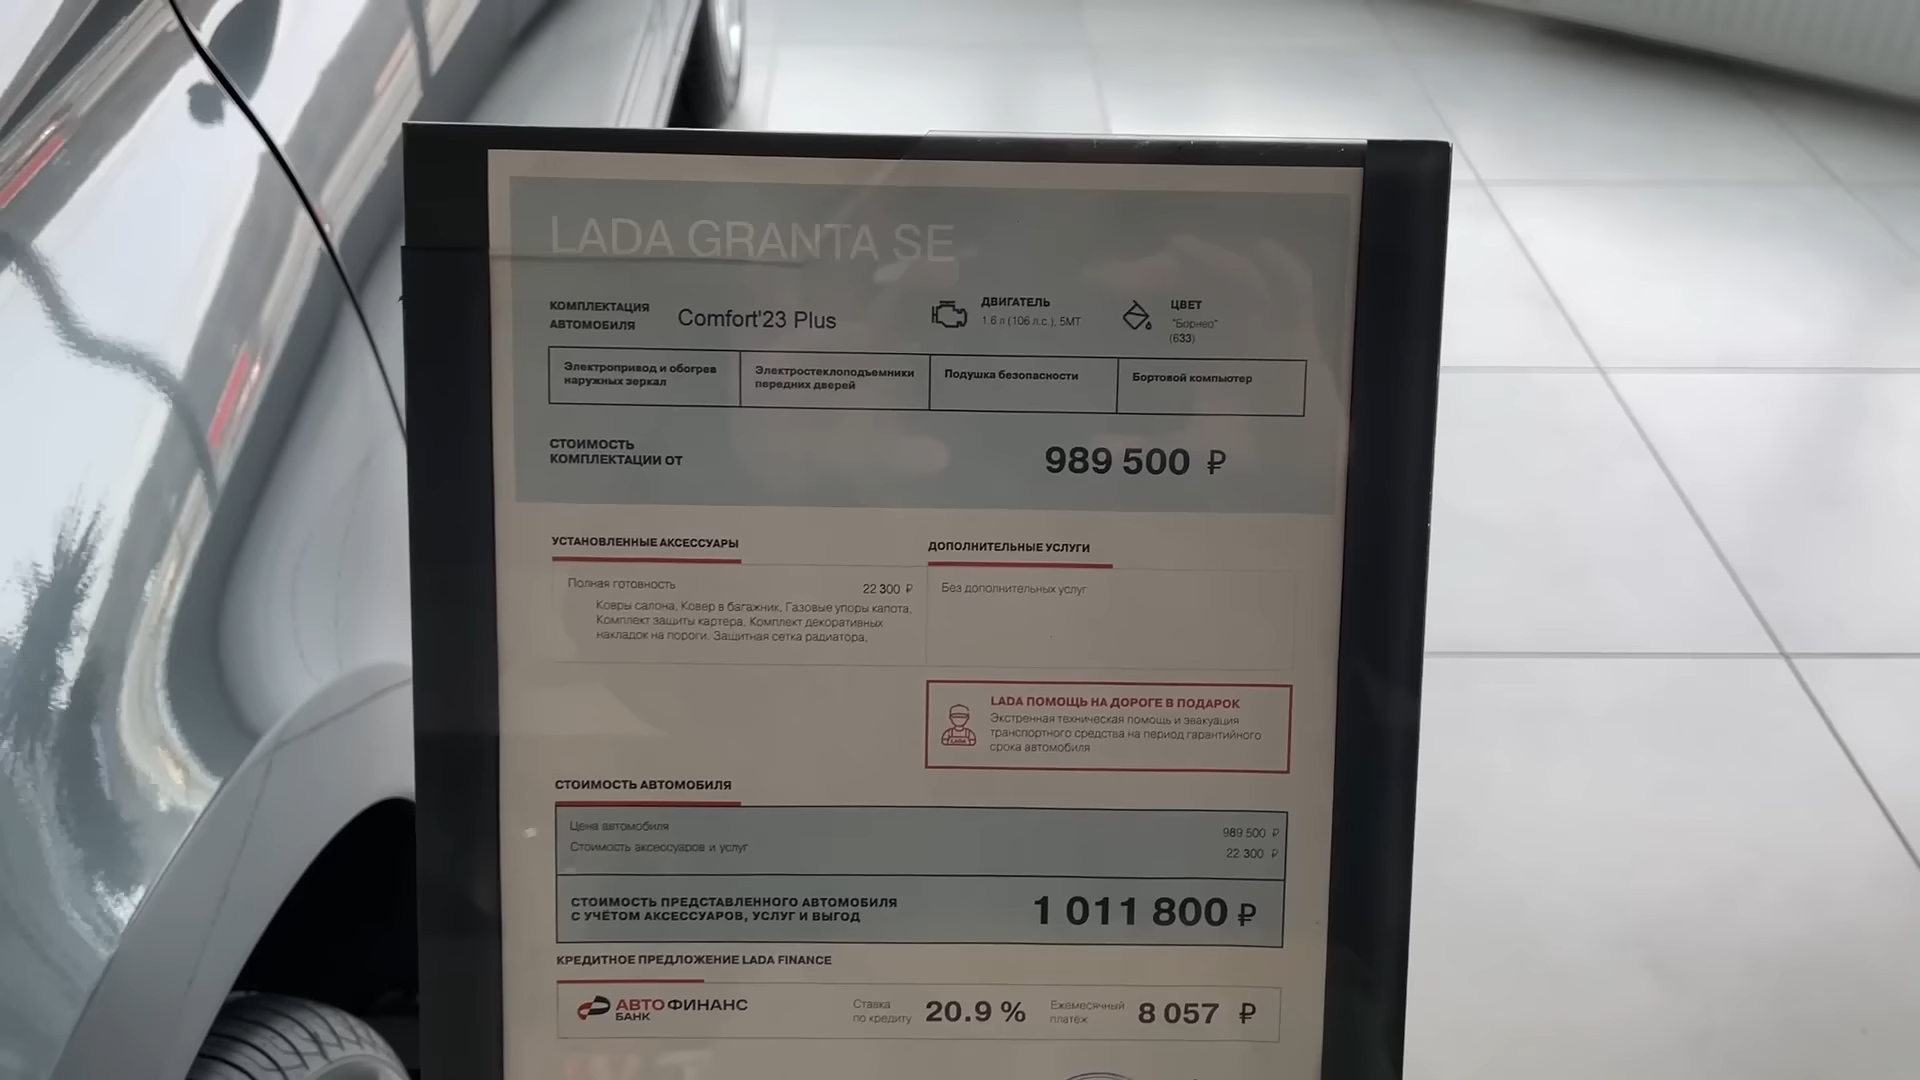 LADA GRANTA SE
КОМПЛЕКТАЦИЯ
АВТОМОБИЛЯ
Comfort'23 Plus
ДВИГАТЕЛЬ
1.6 л (106 л.с.), 5МТ
ЦВЕТ
"Борнео"
(633)
Электропривод и обогрев
наружных зеркал
Электростеклоподъемники
передних дверей
Подушка безопасности
Бортовой компьютер
СТОИМОСТЬ
КОМПЛЕКТАЦИИ ОТ
989 500 ₽
УСТАНОВЛЕННЫЕ АКСЕССУАРЫ
Полная готовность 22 300 ₽
Ковры салона, Ковер в багажник, Газовые упоры капота,
Комплект защиты картера, Комплект декоративных
накладок на пороги, Защитная сетка радиатора,
ДОПОЛНИТЕЛЬНЫЕ УСЛУГИ
Без дополнительных услуг
LADA ПОМОЩЬ НА ДОРОГЕ В ПОДАРОК
Экстренная техническая помощь и эвакуация
транспортного средства на период гарантийного
срока автомобиля
LADA
СТОИМОСТЬ АВТОМОБИЛЯ
Цена автомобиля 989 500 ₽
Стоимость аксессуаров и услуг 22 300 ₽
СТОИМОСТЬ ПРЕДСТАВЛЕННОГО АВТОМОБИЛЯ
С УЧЁТОМ АКСЕССУАРОВ, УСЛУГ И ВЫГОД
1 011 800 ₽
КРЕДИТНОЕ ПРЕДЛОЖЕНИЕ LADA FINANCE
АВТОФИНАНС
БАНК
Ставка
по кредиту
20.9 %
Ежемесячный
платеж
8 057 ₽